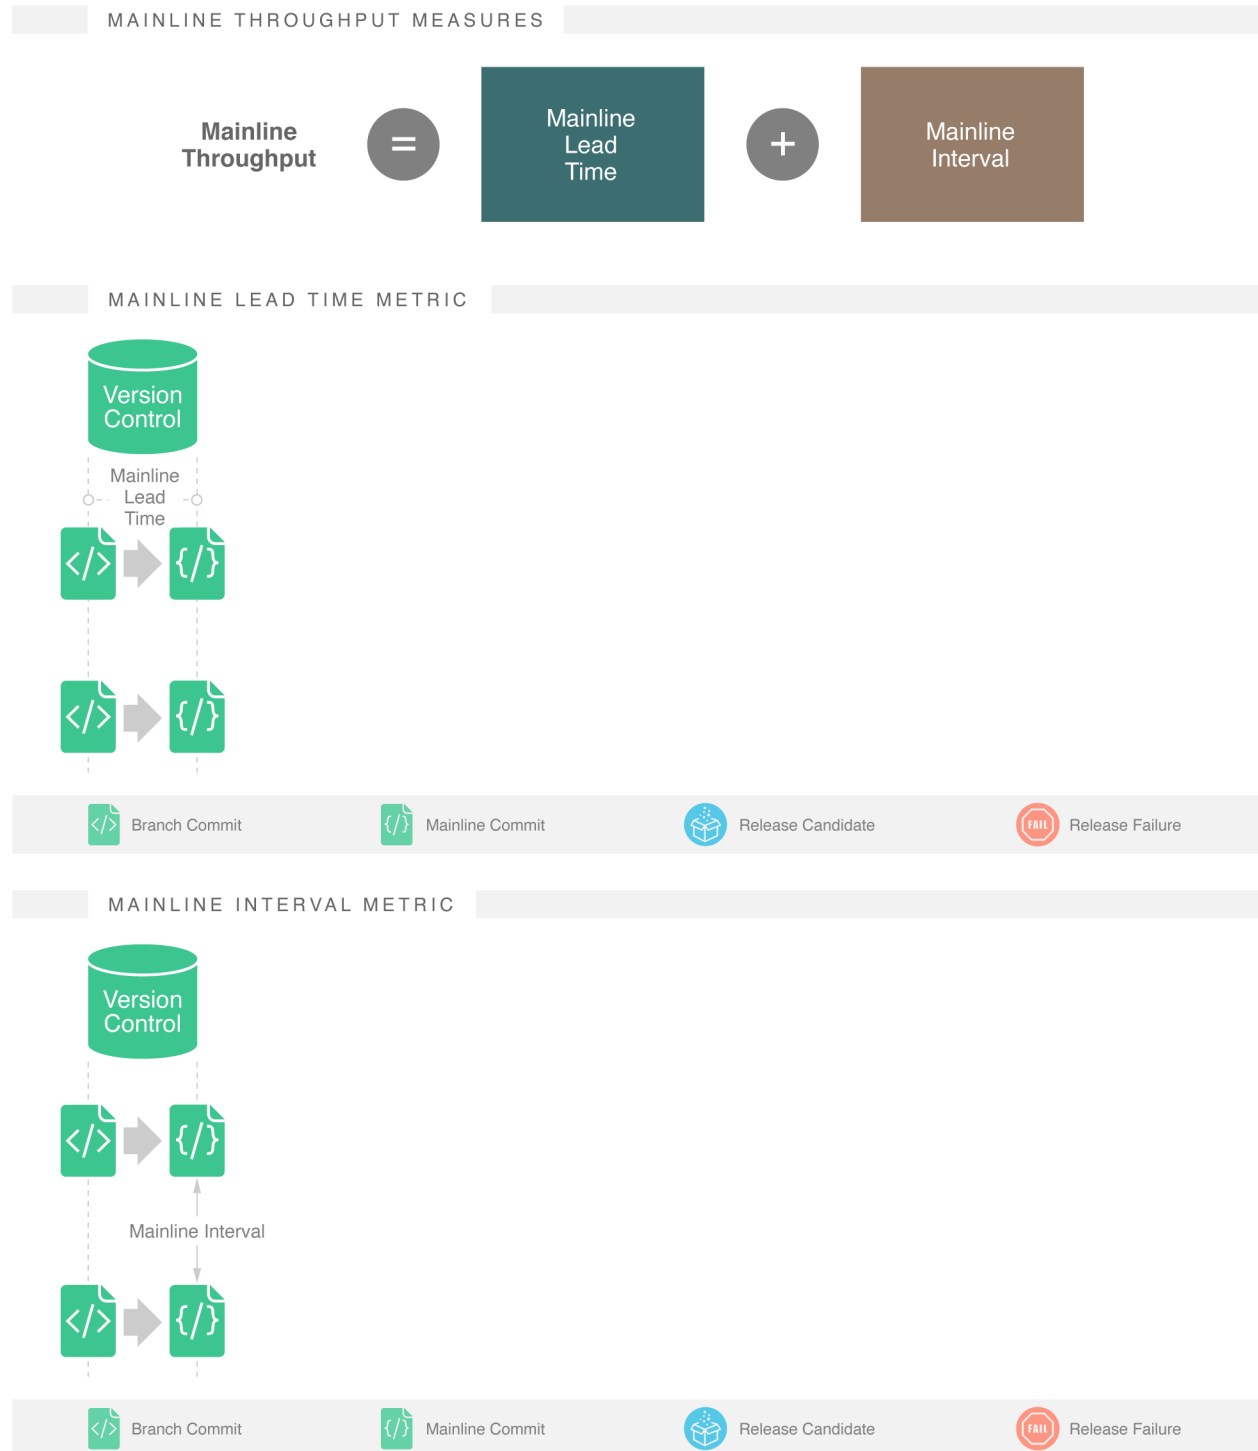 MAINLINE THROUGHPUT MEASURES
Mainline
Throughput
=
Mainline
Lead
Time
+
Mainline
Interval
MAINLINE LEAD TIME METRIC
Version
Control
Mainline
Lead
Time
</> {/}
</> {/}
</> Branch Commit {/} Mainline Commit Release Candidate FAIL Release Failure
MAINLINE INTERVAL METRIC
Version
Control
</> {/}
Mainline Interval
</> {/}
</> Branch Commit {/} Mainline Commit Release Candidate FAIL Release Failure